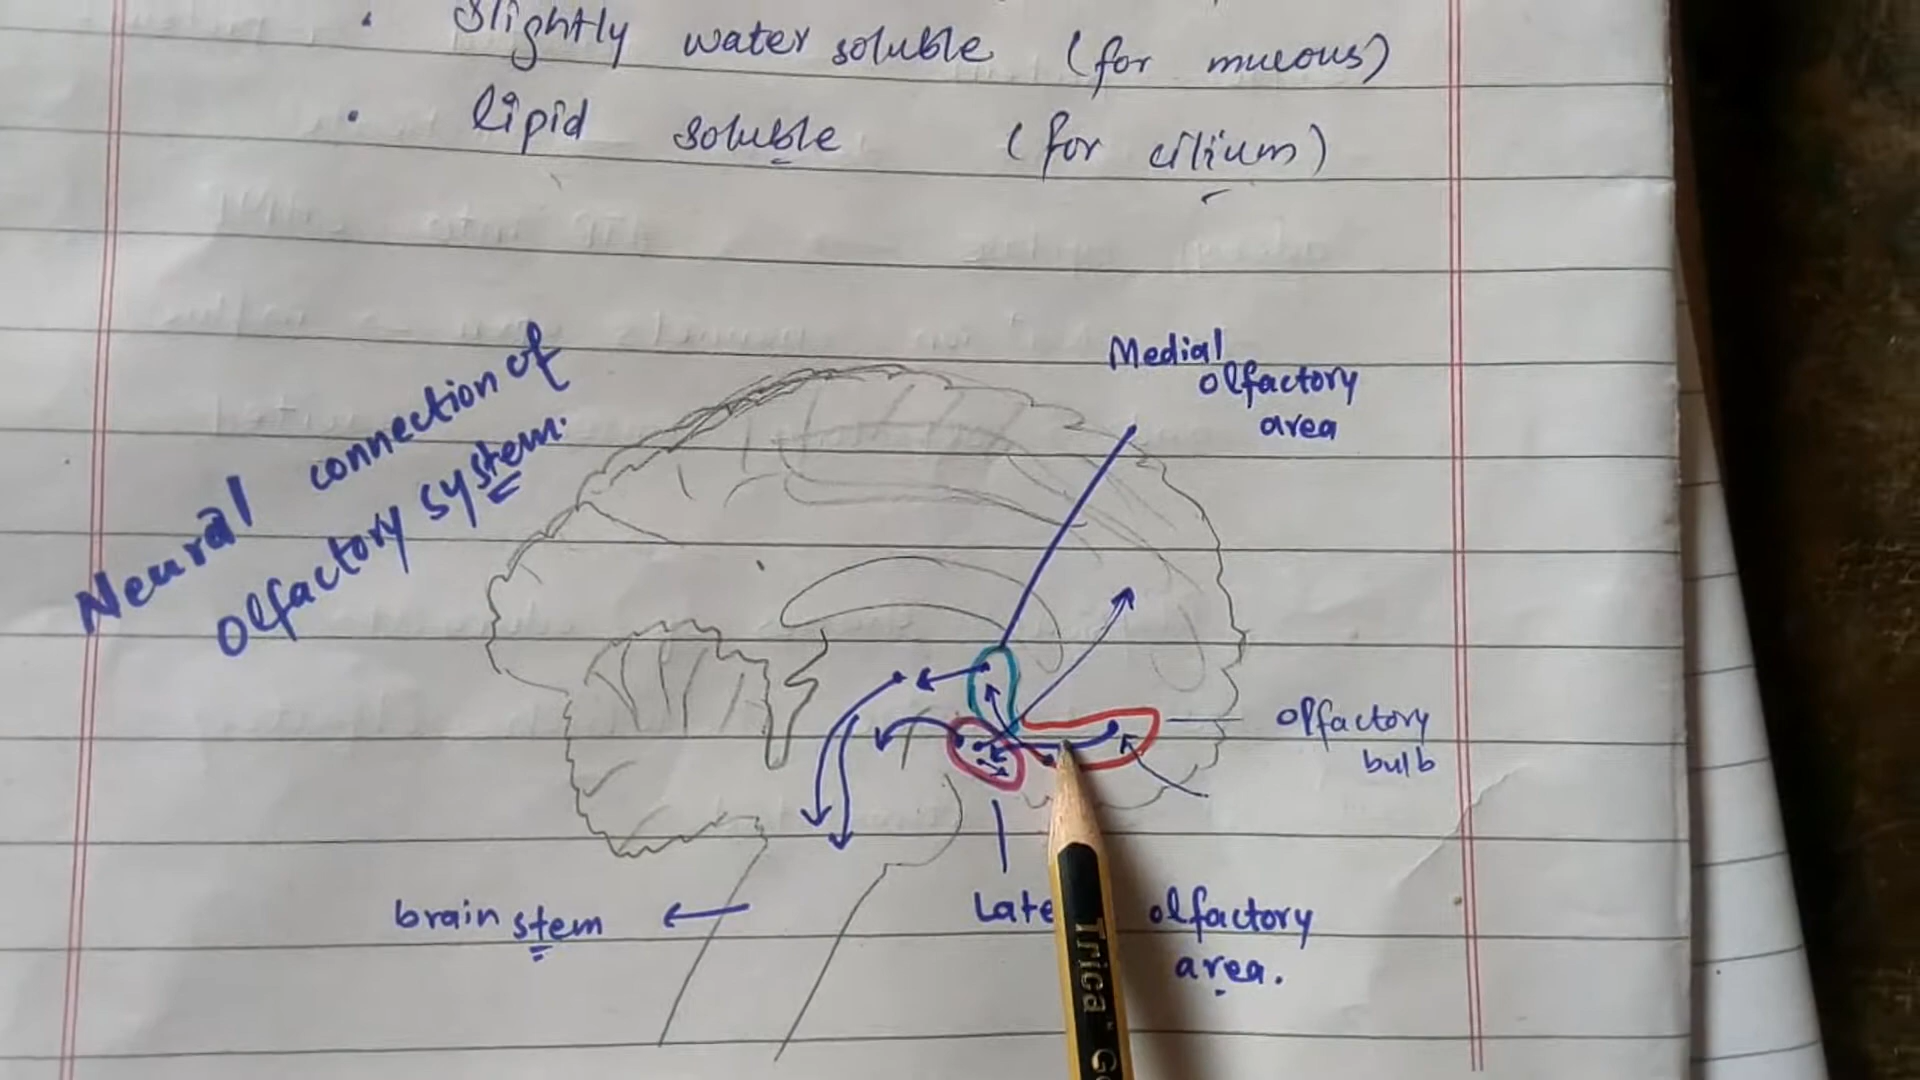 Slightly water soluble (for mucous)
• lipid soluble (for cilium)
Neural connection of
olfactory system.
Medial
olfactory
area
olfactory
bulb
brain stem
Late olfactory
area.
Trica